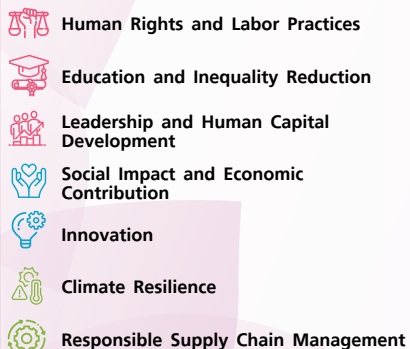 Human Rights and Labor Practices
Education and Inequality Reduction
Leadership and Human Capital
Development
Social Impact and Economic
Contribution
Innovation
Climate Resilience
Responsible Supply Chain Management